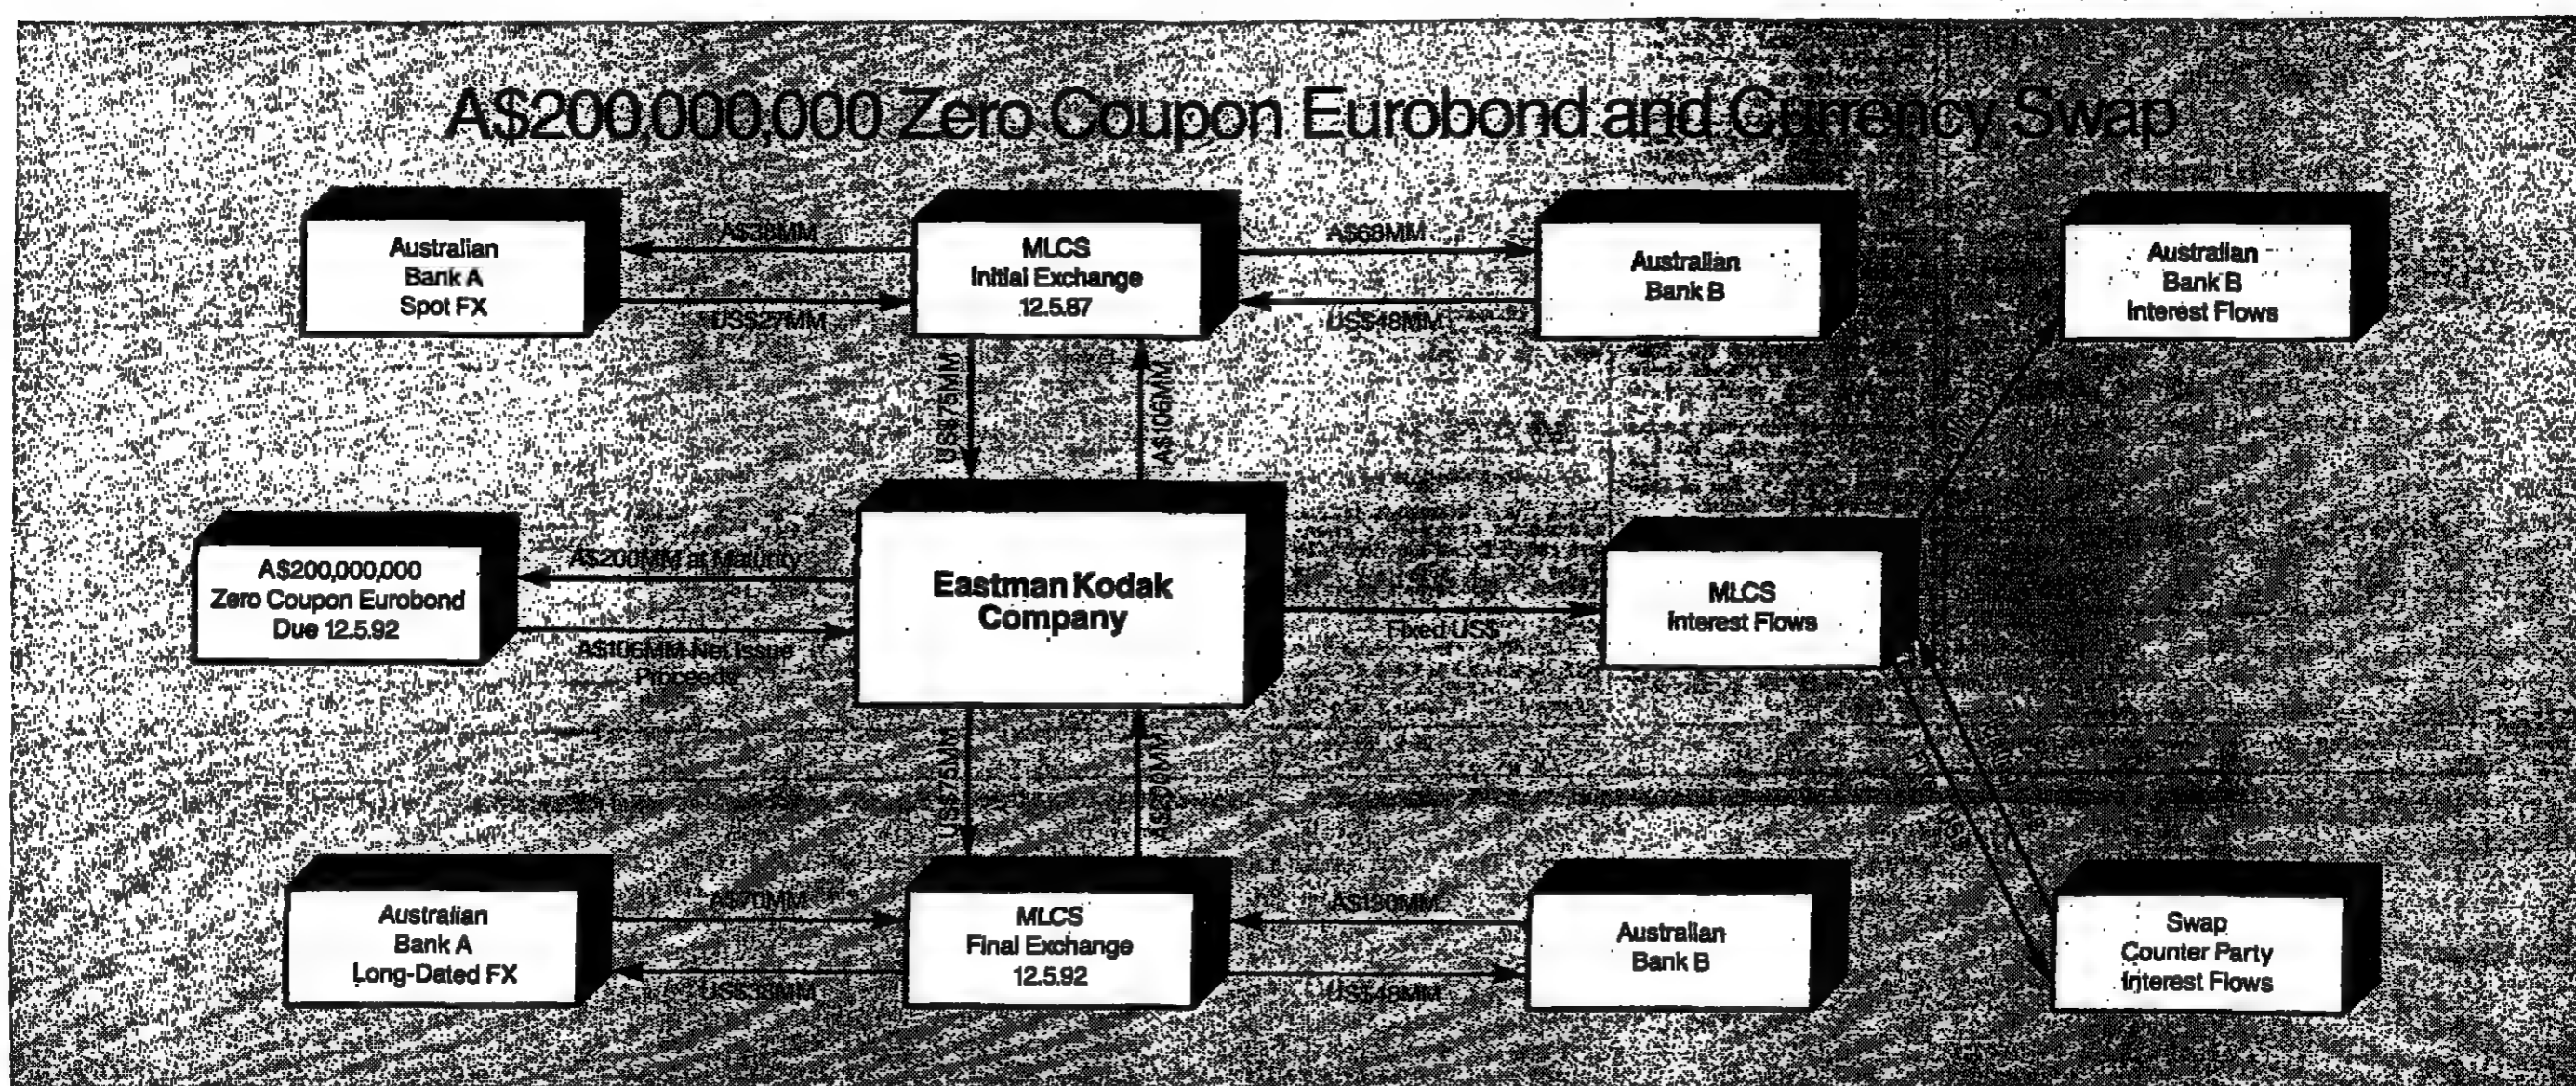 A$200,000,000 Zero Coupon Eurobond and Currency Swap
Australian
Bank A
Spot FX
A$38MM
US$27MM
MLCS
Initial Exchange
12.5.87
A$68MM
US$48MM
Australian
Bank B
Australian
Bank B
Interest Flows
US$75MM
A$106MM
A$200,000,000
Zero Coupon Eurobond
Due 12.5.92
A$200MM at Maturity
A$106MM Net Issue
Proceeds
Eastman Kodak
Company
Fixed US$
MLCS
Interest Flows
US$75MM
A$200MM
Australian
Bank A
Long-Dated FX
A$70MM
MLCS
Final Exchange
12.5.92
A$130MM
US$48MM
Australian
Bank B
US$
Swap
Counter Party
Interest Flows